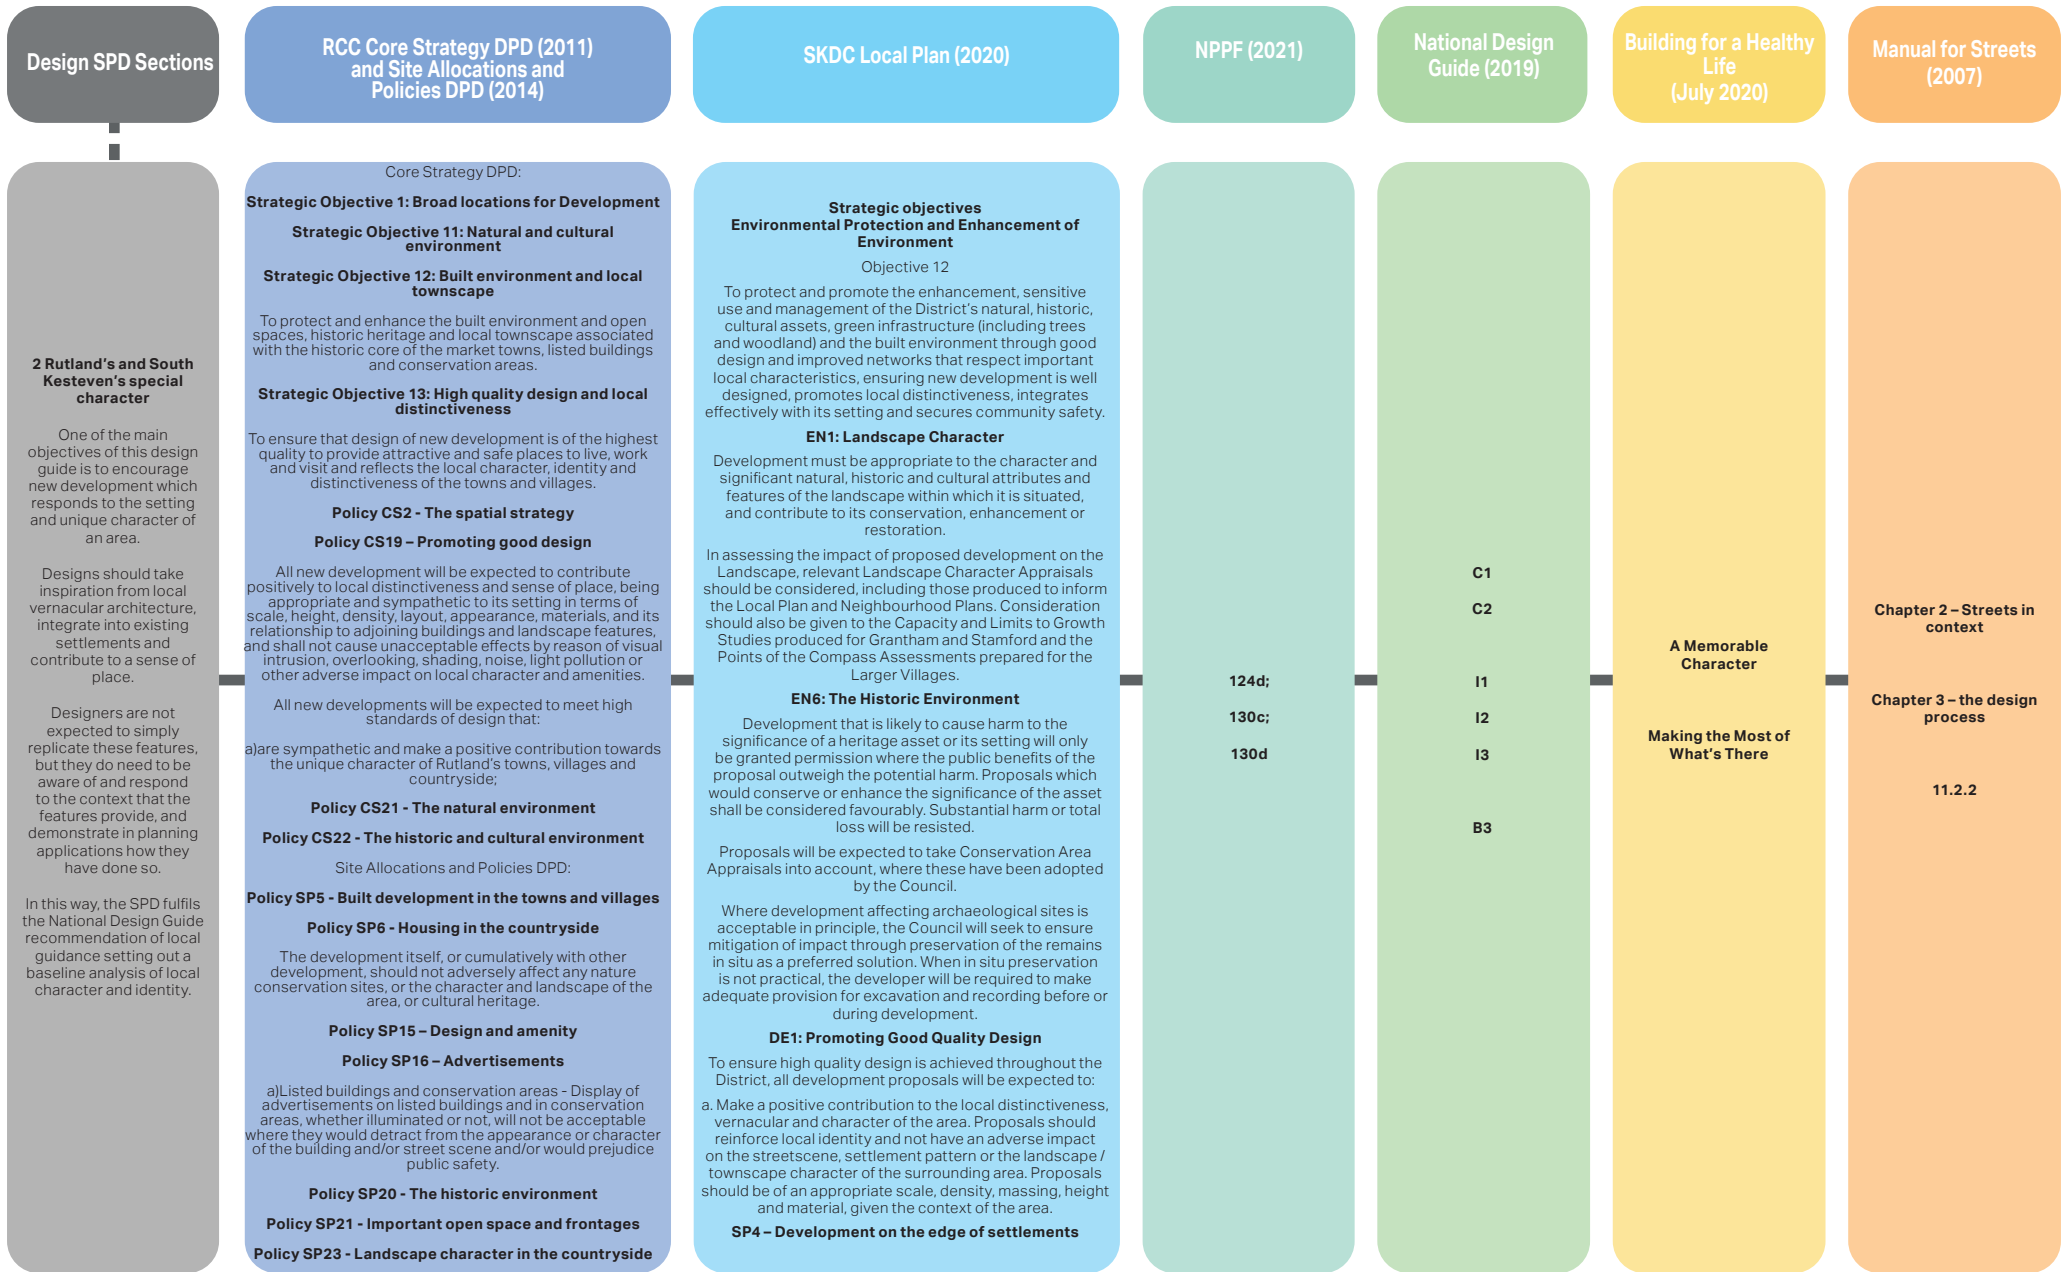 Design SPD Sections
RCC Core Strategy DPD (2011)
and Site Allocations and
Policies DPD (2014)
SKDC Local Plan (2020)
NPPF (2021)
National Design
Guide (2019)
Building for a Healthy
Life
(July 2020)
Manual for Streets
(2007)
2 Rutland's and South
Kesteven's special
character
One of the main
objectives of this design
guide is to encourage
new development which
responds to the setting
and unique character of
an area.
Designs should take
inspiration from local
vernacular architecture,
integrate into existing
settlements and
contribute to a sense of
place.
Designers are not
expected to simply
replicate these features,
but they do need to be
aware of and respond
to the context that the
features provide, and
demonstrate in planning
applications how they
have done so.
In this way, the SPD fulfils
the National Design Guide
recommendation of local
guidance setting out a
baseline analysis of local
character and identity.
Core Strategy DPD:
Strategic Objective 1: Broad locations for Development
Strategic Objective 11: Natural and cultural
environment
Strategic Objective 12: Built environment and local
townscape
To protect and enhance the built environment and open
spaces, historic heritage and local townscape associated
with the historic core of the market towns, listed buildings
and conservation areas.
Strategic Objective 13: High quality design and local
distinctiveness
To ensure that design of new development is of the highest
quality to provide attractive and safe places to live, work
and visit and reflects the local character, identity and
distinctiveness of the towns and villages.
Policy CS2 - The spatial strategy
Policy CS19 – Promoting good design
All new development will be expected to contribute
positively to local distinctiveness and sense of place, being
appropriate and sympathetic to its setting in terms of
scale, height, density, layout, appearance, materials, and its
relationship to adjoining buildings and landscape features,
and shall not cause unacceptable effects by reason of visual
intrusion, overlooking, shading, noise, light pollution or
other adverse impact on local character and amenities.
All new developments will be expected to meet high
standards of design that:
a)are sympathetic and make a positive contribution towards
the unique character of Rutland's towns, villages and
countryside;
Policy CS21 - The natural environment
Policy CS22 - The historic and cultural environment
Site Allocations and Policies DPD:
Policy SP5 - Built development in the towns and villages
Policy SP6 - Housing in the countryside
The development itself, or cumulatively with other
development, should not adversely affect any nature
conservation sites, or the character and landscape of the
area, or cultural heritage.
Policy SP15 – Design and amenity
Policy SP16 – Advertisements
a)Listed buildings and conservation areas - Display of
advertisements on listed buildings and in conservation
areas, whether illuminated or not, will not be acceptable
where they would detract from the appearance or character
of the building and/or street scene and/or would prejudice
public safety.
Policy SP20 - The historic environment
Policy SP21 - Important open space and frontages
Policy SP23 - Landscape character in the countryside
Strategic objectives
Environmental Protection and Enhancement of
Environment
Objective 12
To protect and promote the enhancement, sensitive
use and management of the District's natural, historic,
cultural assets, green infrastructure (including trees
and woodland) and the built environment through good
design and improved networks that respect important
local characteristics, ensuring new development is well
designed, promotes local distinctiveness, integrates
effectively with its setting and secures community safety.
EN1: Landscape Character
Development must be appropriate to the character and
significant natural, historic and cultural attributes and
features of the landscape within which it is situated,
and contribute to its conservation, enhancement or
restoration.
In assessing the impact of proposed development on the
Landscape, relevant Landscape Character Appraisals
should be considered, including those produced to inform
the Local Plan and Neighbourhood Plans. Consideration
should also be given to the Capacity and Limits to Growth
Studies produced for Grantham and Stamford and the
Points of the Compass Assessments prepared for the
Larger Villages.
EN6: The Historic Environment
Development that is likely to cause harm to the
significance of a heritage asset or its setting will only
be granted permission where the public benefits of the
proposal outweigh the potential harm. Proposals which
would conserve or enhance the significance of the asset
shall be considered favourably. Substantial harm or total
loss will be resisted.
Proposals will be expected to take Conservation Area
Appraisals into account, where these have been adopted
by the Council.
Where development affecting archaeological sites is
acceptable in principle, the Council will seek to ensure
mitigation of impact through preservation of the remains
in situ as a preferred solution. When in situ preservation
is not practical, the developer will be required to make
adequate provision for excavation and recording before or
during development.
DE1: Promoting Good Quality Design
To ensure high quality design is achieved throughout the
District, all development proposals will be expected to:
a. Make a positive contribution to the local distinctiveness,
vernacular and character of the area. Proposals should
reinforce local identity and not have an adverse impact
on the streetscene, settlement pattern or the landscape /
townscape character of the surrounding area. Proposals
should be of an appropriate scale, density, massing, height
and material, given the context of the area.
SP4 – Development on the edge of settlements
124d;
130c;
130d
C1
C2
I1
I2
I3
B3
A Memorable
Character
Making the Most of
What's There
Chapter 2 – Streets in
context
Chapter 3 – the design
process
11.2.2